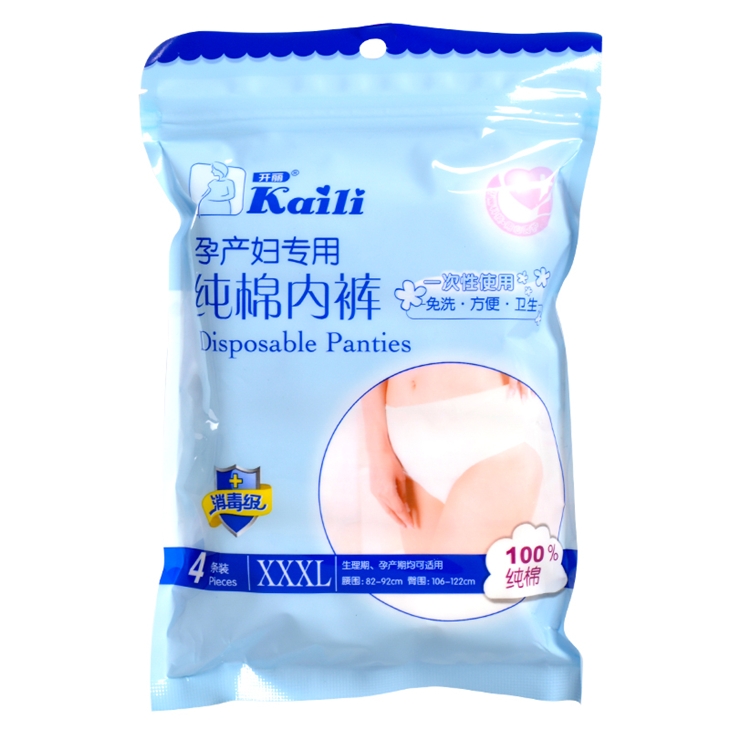 开丽®
Kaili
孕产妇专用
纯棉内裤
Disposable Panties
一次性使用
免洗·方便·卫生
消毒级
4条装
Pieces
XXXL
生理期、孕产期均可适用
腰围:82-92cm 臀围:106-122cm
100%
纯棉